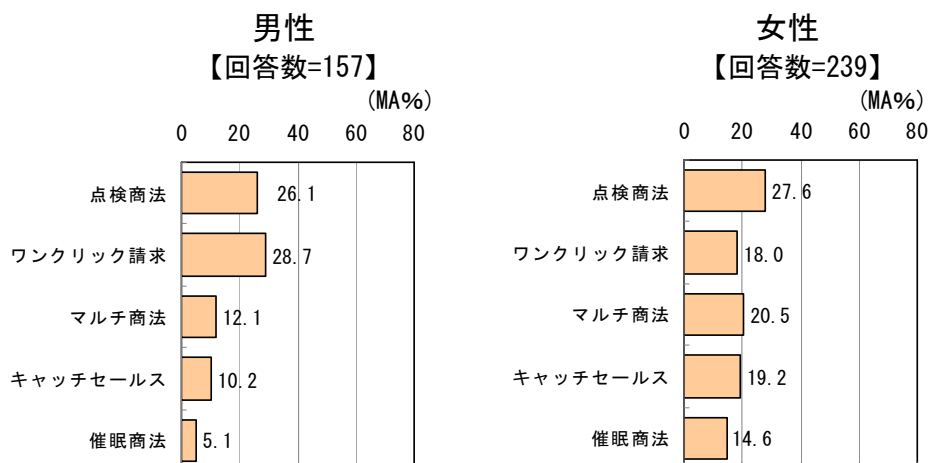 男性
【回答数=157】
(MA%)
0 20 40 60 80
点検商法 26.1
ワンクリック請求 28.7
マルチ商法 12.1
キャッチセールス 10.2
催眠商法 5.1
女性
【回答数=239】
(MA%)
0 20 40 60 80
点検商法 27.6
ワンクリック請求 18.0
マルチ商法 20.5
キャッチセールス 19.2
催眠商法 14.6